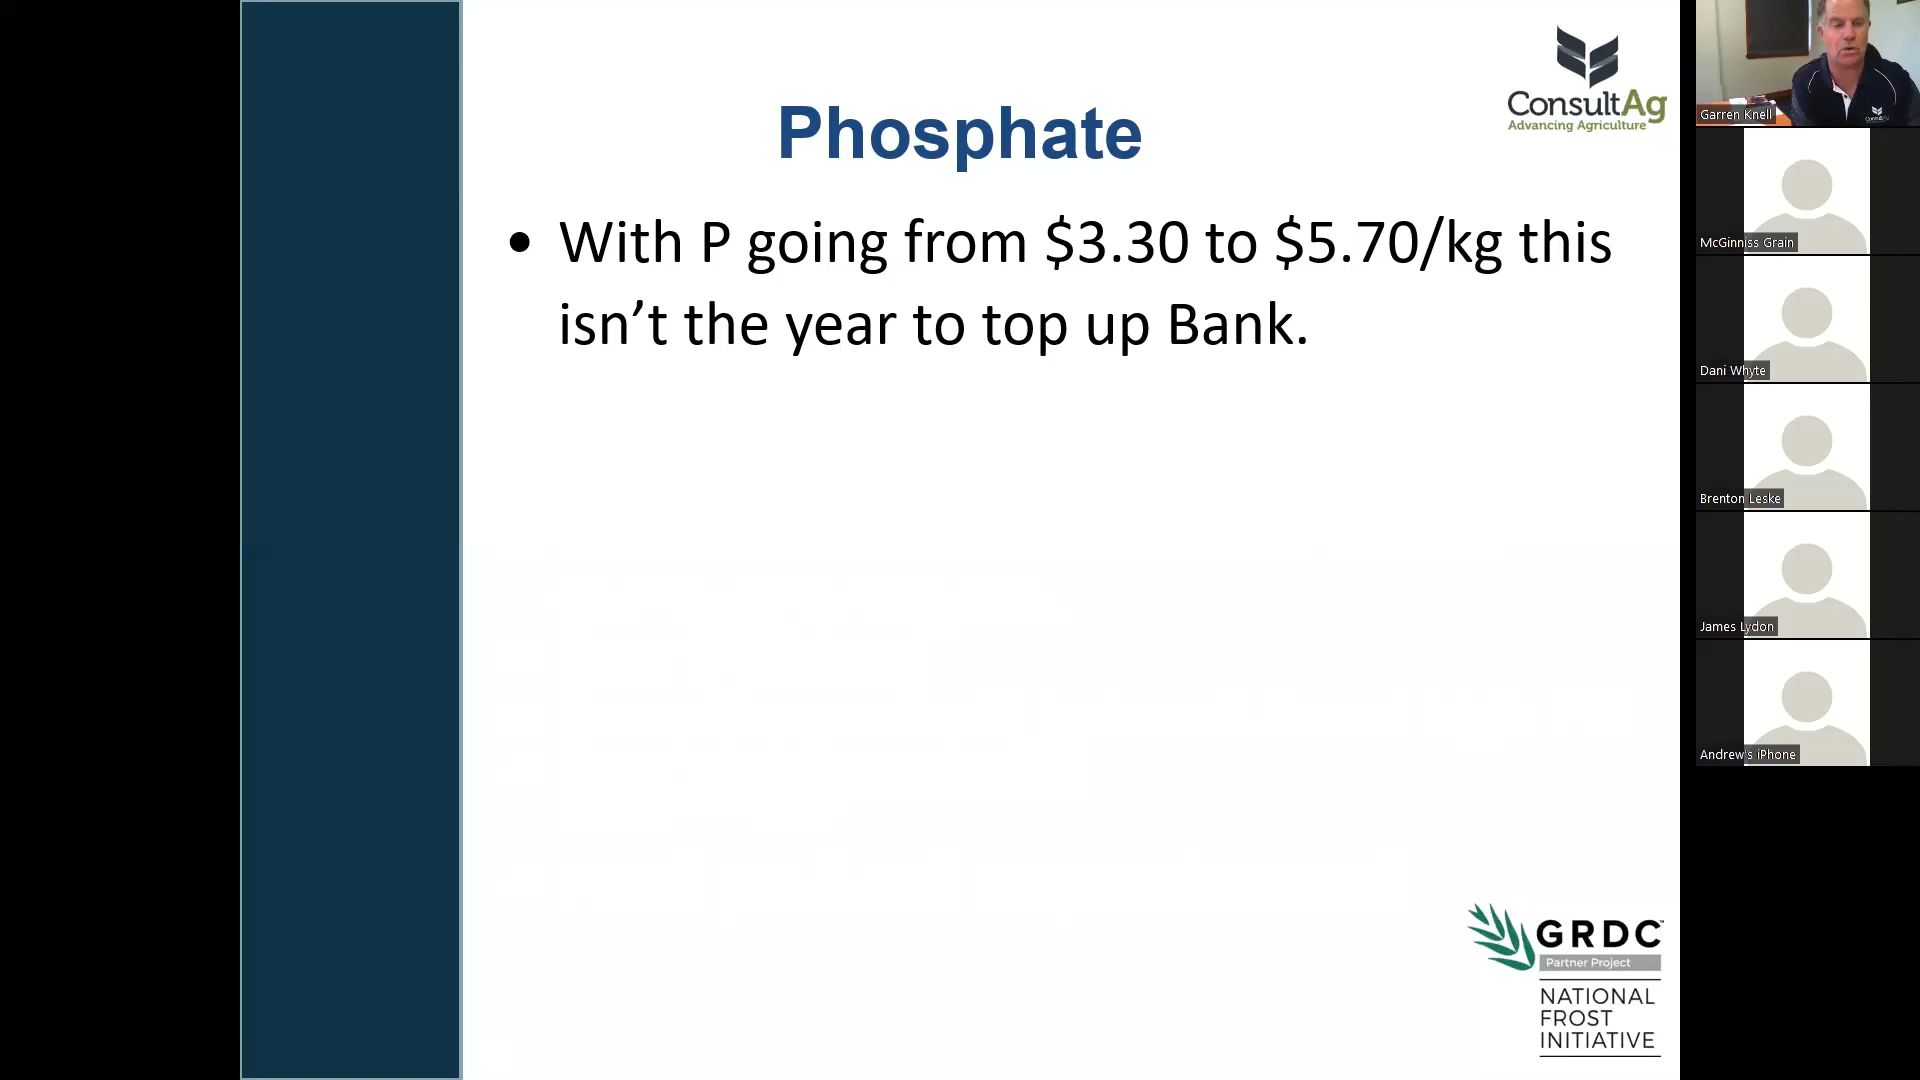 Phosphate
• With P going from $3.30 to $5.70/kg this
isn’t the year to top up Bank.
ConsultAg
Advancing Agriculture
GRDC™
Partner Project
NATIONAL
FROST
INITIATIVE
Garren Knell
ConsultAg
McGinniss Grain
Dani Whyte
Brenton Leske
James Lydon
Andrew's iPhone